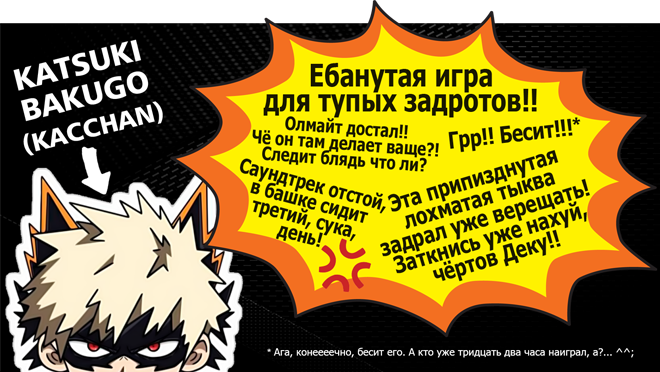 KATSUKI
BAKUGO
(KACCHAN)
Ебанутая игра
для тупых задротов!!
Олмайт достал!!
Чё он там делает ваще?!
Следит блядь что ли?
Грр!! Бесит!!!*
Саундтрек отстой,
в башке сидит
третий, сука,
день!
Эта припизднутая
лохматая тыква
задрал уже верещать!
Заткнись уже нахуй,
чёртов Деку!!
* Ага, конеееечно, бесит его. А кто уже тридцать два часа наиграл, а?... ^^;